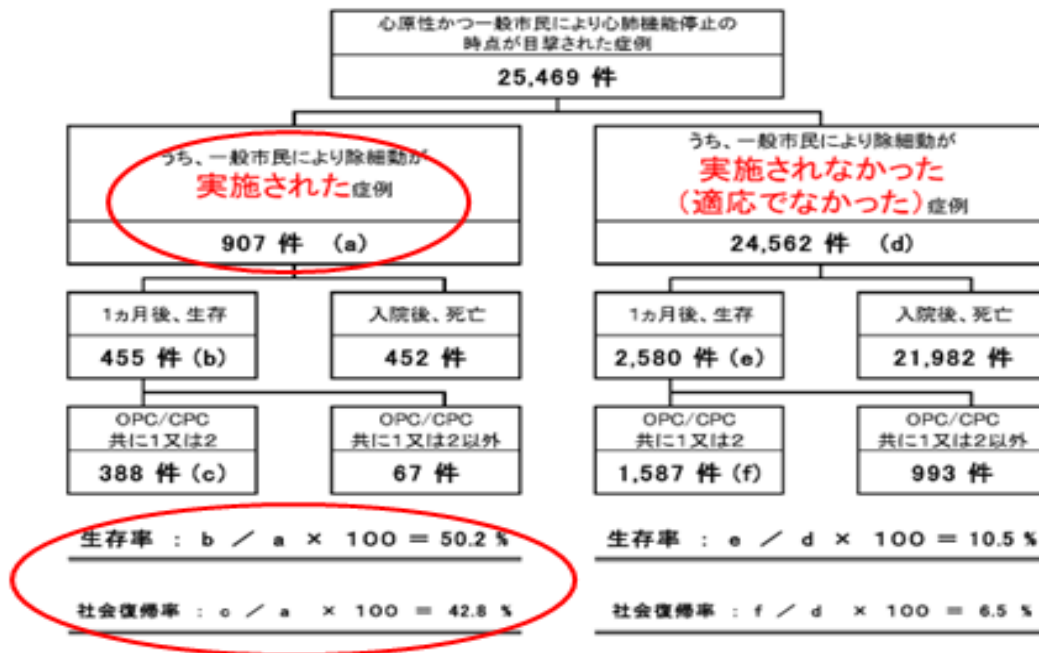 心原性かつ一般市民により心肺機能停止の
時点が目撃された症例
25,469 件
うち、一般市民により除細動が
実施された症例
907 件 (a)
うち、一般市民により除細動が
実施されなかった
(適応でなかった)症例
24,562 件 (d)
1ヵ月後、生存
455 件 (b)
入院後、死亡
452 件
1ヵ月後、生存
2,580 件 (e)
入院後、死亡
21,982 件
OPC/CPC
共に1又は2
388 件 (c)
OPC/CPC
共に1又は2以外
67 件
OPC/CPC
共に1又は2
1,587 件 (f)
OPC/CPC
共に1又は2以外
993 件
生存率 : b / a × 100 = 50.2 %
社会復帰率 : c / a × 100 = 42.8 %
生存率 : e / d × 100 = 10.5 %
社会復帰率 : f / d × 100 = 6.5 %